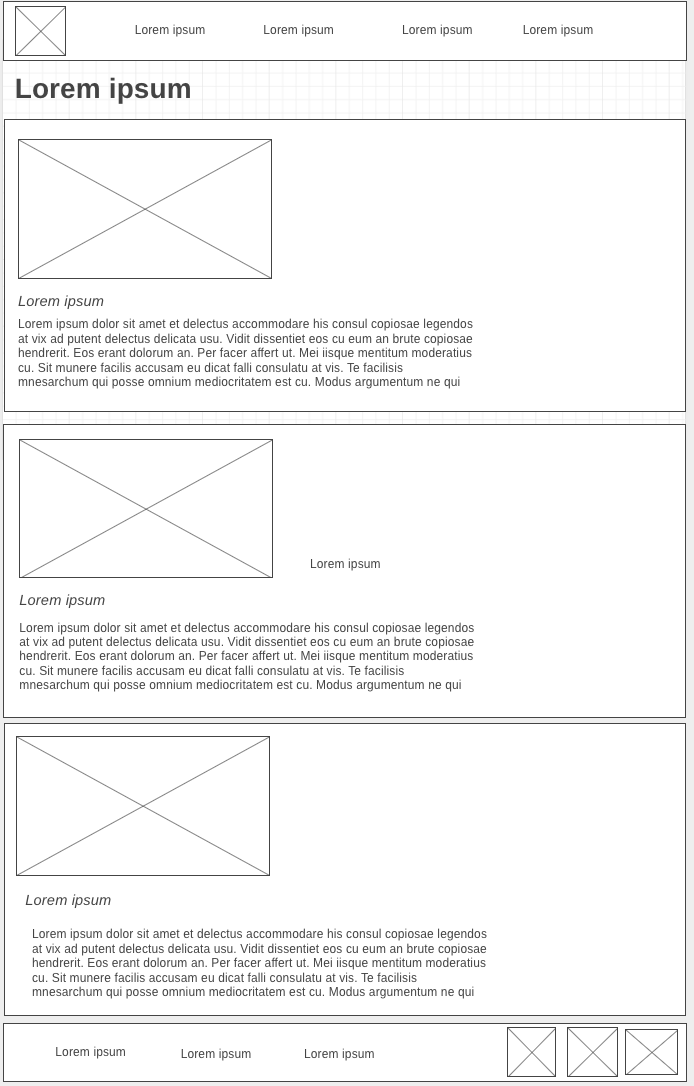 Lorem ipsum Lorem ipsum Lorem ipsum Lorem ipsum
Lorem ipsum
Lorem ipsum
Lorem ipsum dolor sit amet et delectus accommodare his consul copiosae legendos
at vix ad putent delectus delicata usu. Vidit dissentiet eos cu eum an brute copiosae
hendrerit. Eos erant dolorum an. Per facer affert ut. Mei iisque mentitum moderatius
cu. Sit munere facilis accusam eu dicat falli consulatu at vis. Te facilisis
mnesarchum qui posse omnium mediocritatem est cu. Modus argumentum ne qui
Lorem ipsum
Lorem ipsum
Lorem ipsum dolor sit amet et delectus accommodare his consul copiosae legendos
at vix ad putent delectus delicata usu. Vidit dissentiet eos cu eum an brute copiosae
hendrerit. Eos erant dolorum an. Per facer affert ut. Mei iisque mentitum moderatius
cu. Sit munere facilis accusam eu dicat falli consulatu at vis. Te facilisis
mnesarchum qui posse omnium mediocritatem est cu. Modus argumentum ne qui
Lorem ipsum
Lorem ipsum dolor sit amet et delectus accommodare his consul copiosae legendos
at vix ad putent delectus delicata usu. Vidit dissentiet eos cu eum an brute copiosae
hendrerit. Eos erant dolorum an. Per facer affert ut. Mei iisque mentitum moderatius
cu. Sit munere facilis accusam eu dicat falli consulatu at vis. Te facilisis
mnesarchum qui posse omnium mediocritatem est cu. Modus argumentum ne qui
Lorem ipsum Lorem ipsum Lorem ipsum